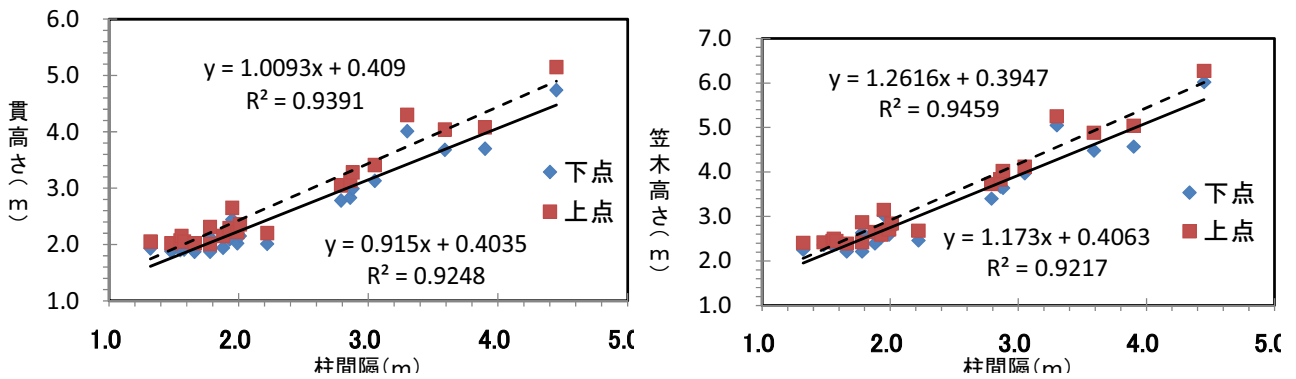 6.0
5.0
4.0
3.0
2.0
1.0
貫高さ(m)
y = 1.0093x + 0.409
R² = 0.9391
下点
上点
y = 0.915x + 0.4035
R² = 0.9248
1.0 2.0 3.0 4.0 5.0
柱間隔(m)
7.0
6.0
5.0
4.0
3.0
2.0
1.0
笠木高さ(m)
y = 1.2616x + 0.3947
R² = 0.9459
下点
上点
y = 1.173x + 0.4063
R² = 0.9217
1.0 2.0 3.0 4.0 5.0
柱間隔(m)